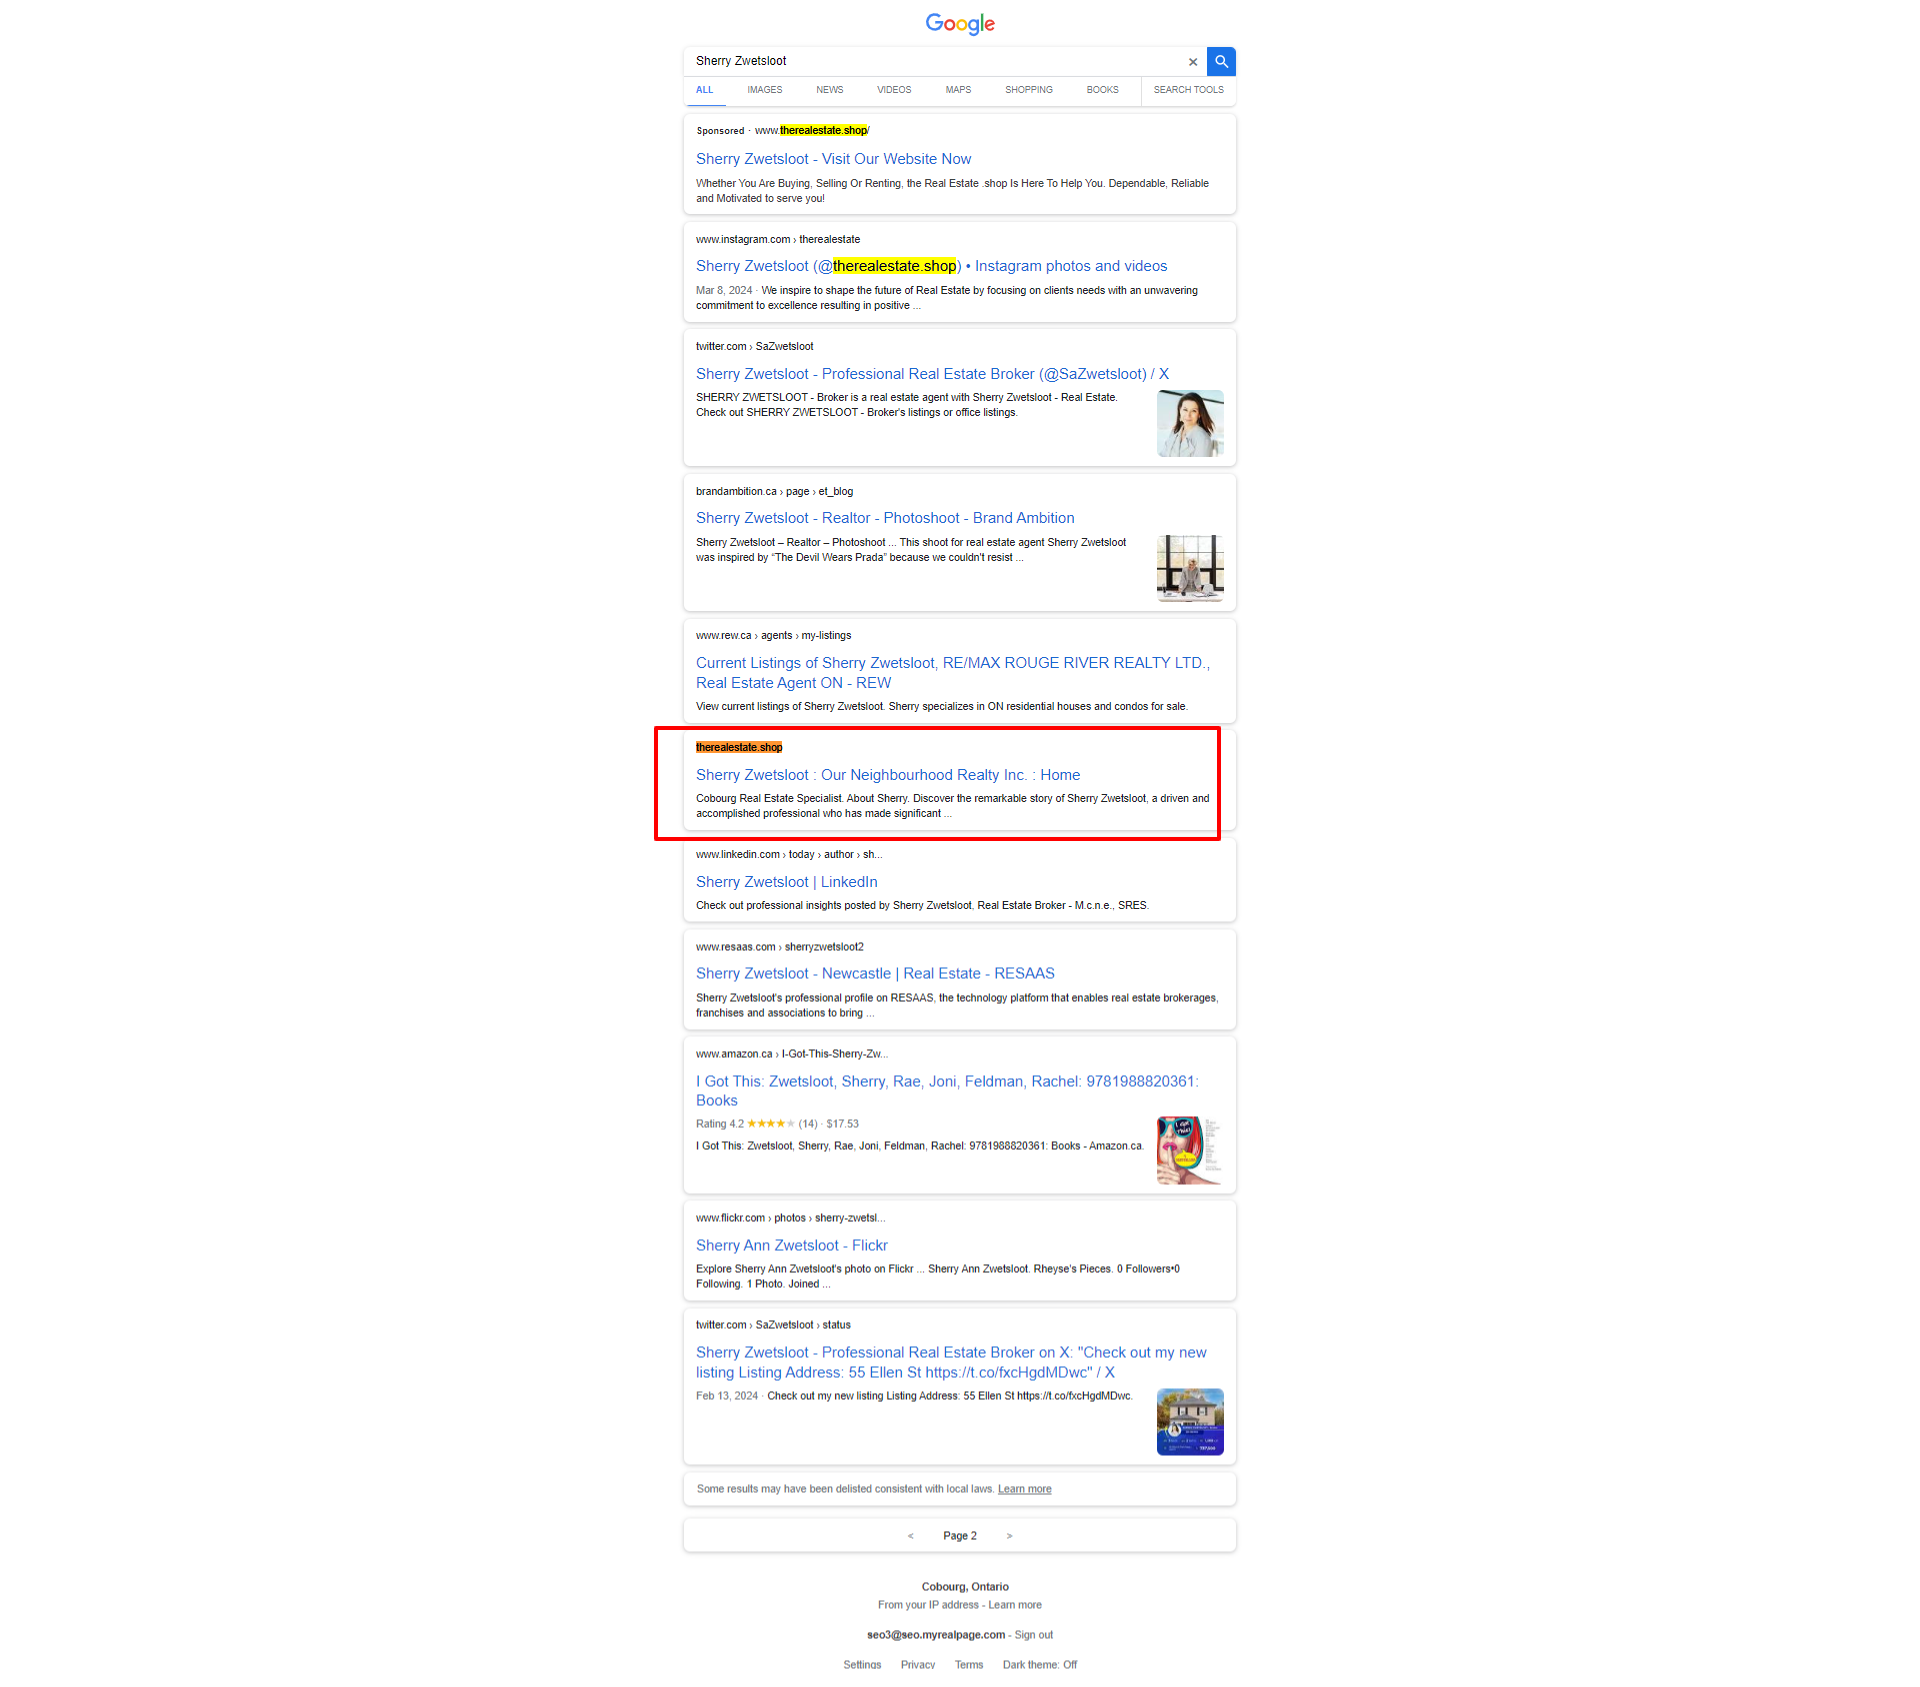 Google
Sherry Zwetsloot
ALL IMAGES NEWS VIDEOS MAPS SHOPPING BOOKS SEARCH TOOLS
Sponsored · www.therealestate.shop/
Sherry Zwetsloot - Visit Our Website Now
Whether You Are Buying, Selling Or Renting, the Real Estate .shop Is Here To Help You. Dependable, Reliable
and Motivated to serve you!
www.instagram.com › therealestate
Sherry Zwetsloot (@therealestate.shop) • Instagram photos and videos
Mar 8, 2024 · We inspire to shape the future of Real Estate by focusing on clients needs with an unwavering
commitment to excellence resulting in positive ...
twitter.com › SaZwetsloot
Sherry Zwetsloot - Professional Real Estate Broker (@SaZwetsloot) / X
SHERRY ZWETSLOOT - Broker is a real estate agent with Sherry Zwetsloot - Real Estate.
Check out SHERRY ZWETSLOOT - Broker's listings or office listings.
brandambition.ca › page › et_blog
Sherry Zwetsloot - Realtor - Photoshoot - Brand Ambition
Sherry Zwetsloot – Realtor – Photoshoot ... This shoot for real estate agent Sherry Zwetsloot
was inspired by “The Devil Wears Prada” because we couldn't resist ...
www.rew.ca › agents › my-listings
Current Listings of Sherry Zwetsloot, RE/MAX ROUGE RIVER REALTY LTD.,
Real Estate Agent ON - REW
View current listings of Sherry Zwetsloot. Sherry specializes in ON residential houses and condos for sale.
therealestate.shop
Sherry Zwetsloot : Our Neighbourhood Realty Inc. : Home
Cobourg Real Estate Specialist. About Sherry. Discover the remarkable story of Sherry Zwetsloot, a driven and
accomplished professional who has made significant ...
www.linkedin.com › today › author › sh...
Sherry Zwetsloot | LinkedIn
Check out professional insights posted by Sherry Zwetsloot, Real Estate Broker - M.c.n.e., SRES.
www.resaas.com › sherryzwetsloot2
Sherry Zwetsloot - Newcastle | Real Estate - RESAAS
Sherry Zwetsloot's professional profile on RESAAS, the technology platform that enables real estate brokerages,
franchises and associations to bring ...
www.amazon.ca › I-Got-This-Sherry-Zw...
I Got This: Zwetsloot, Sherry, Rae, Joni, Feldman, Rachel: 9781988820361:
Books
Rating 4.2 ★★★★★ (14) · $17.53
I Got This: Zwetsloot, Sherry, Rae, Joni, Feldman, Rachel: 9781988820361: Books - Amazon.ca.
www.flickr.com › photos › sherry-zwetsl...
Sherry Ann Zwetsloot - Flickr
Explore Sherry Ann Zwetsloot's photo on Flickr ... Sherry Ann Zwetsloot. Rheyse's Pieces. 0 Followers•0
Following. 1 Photo. Joined ...
twitter.com › SaZwetsloot › status
Sherry Zwetsloot - Professional Real Estate Broker on X: "Check out my new
listing Listing Address: 55 Ellen St https://t.co/fxcHgdMDwc" / X
Feb 13, 2024 · Check out my new listing Listing Address: 55 Ellen St https://t.co/fxcHgdMDwc.
Some results may have been delisted consistent with local laws. Learn more
< Page 2 >
Cobourg, Ontario
From your IP address - Learn more
seo3@seo.myrealpage.com - Sign out
Settings Privacy Terms Dark theme: Off